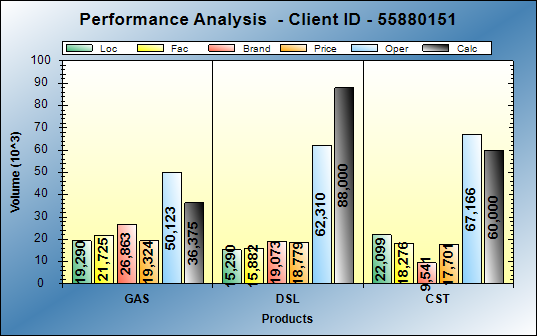 Performance Analysis - Client ID - 55880151
Loc Fac Brand Price Oper Calc
Volume (10^3)
100
90
80
70
60
50
40
30
20
10
0
19,290 21,725 26,863 19,324 50,123 36,375
15,290 15,882 19,073 18,779 62,310 88,000
22,099 18,276 9,541 17,701 67,166 60,000
GAS DSL CST
Products